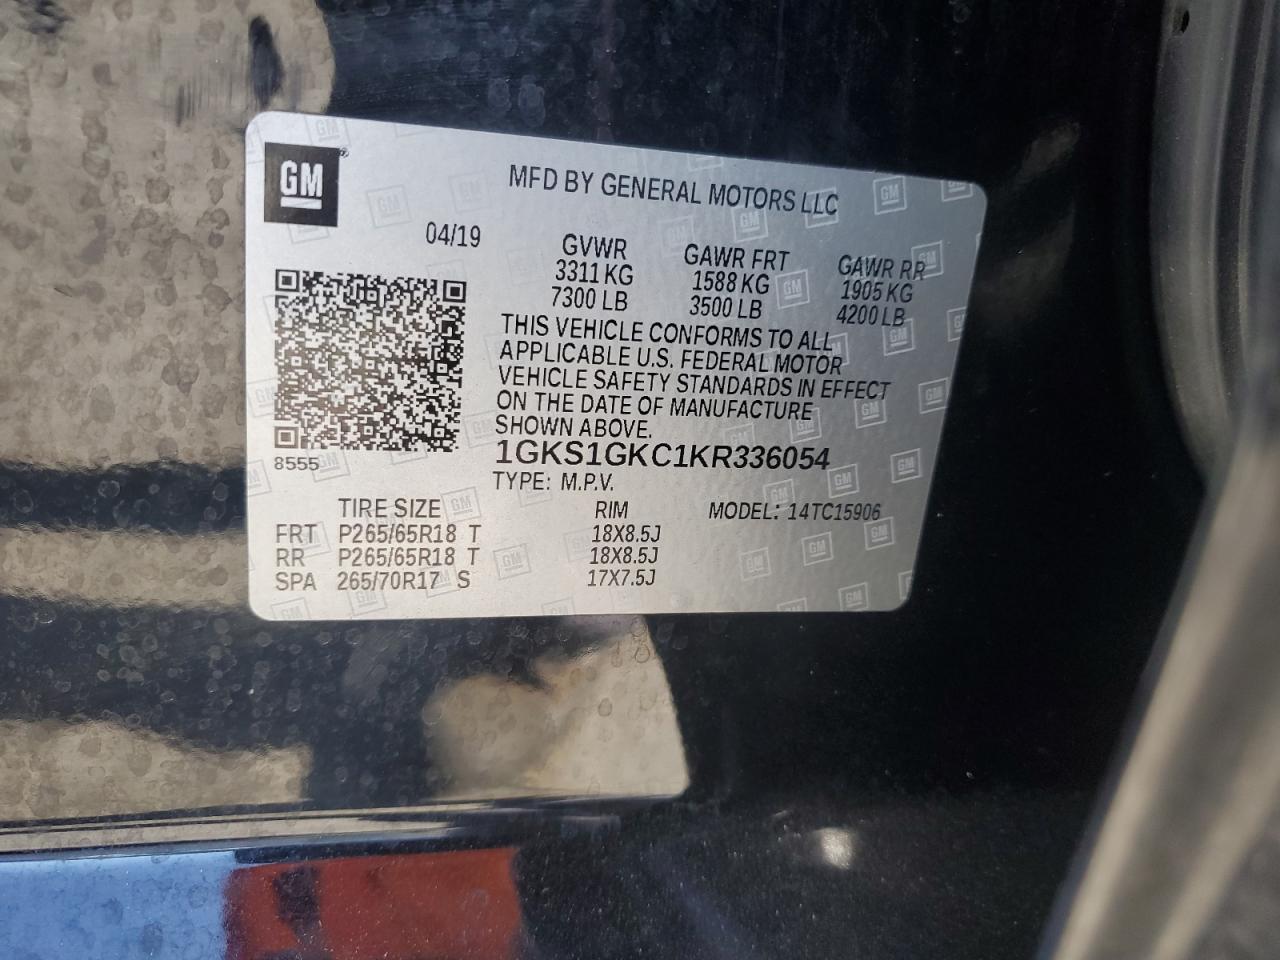 GM®
MFD BY GENERAL MOTORS LLC
04/19
GVWR GAWR FRT GAWR RR
3311 KG 1588 KG 1905 KG
7300 LB 3500 LB 4200 LB
THIS VEHICLE CONFORMS TO ALL
APPLICABLE U.S. FEDERAL MOTOR
VEHICLE SAFETY STANDARDS IN EFFECT
ON THE DATE OF MANUFACTURE
SHOWN ABOVE.
8555
1GKS1GKC1KR336054
TYPE: M.P.V.
TIRE SIZE RIM MODEL: 14TC15906
FRT P265/65R18 T 18X8.5J
RR P265/65R18 T 18X8.5J
SPA 265/70R17 S 17X7.5J